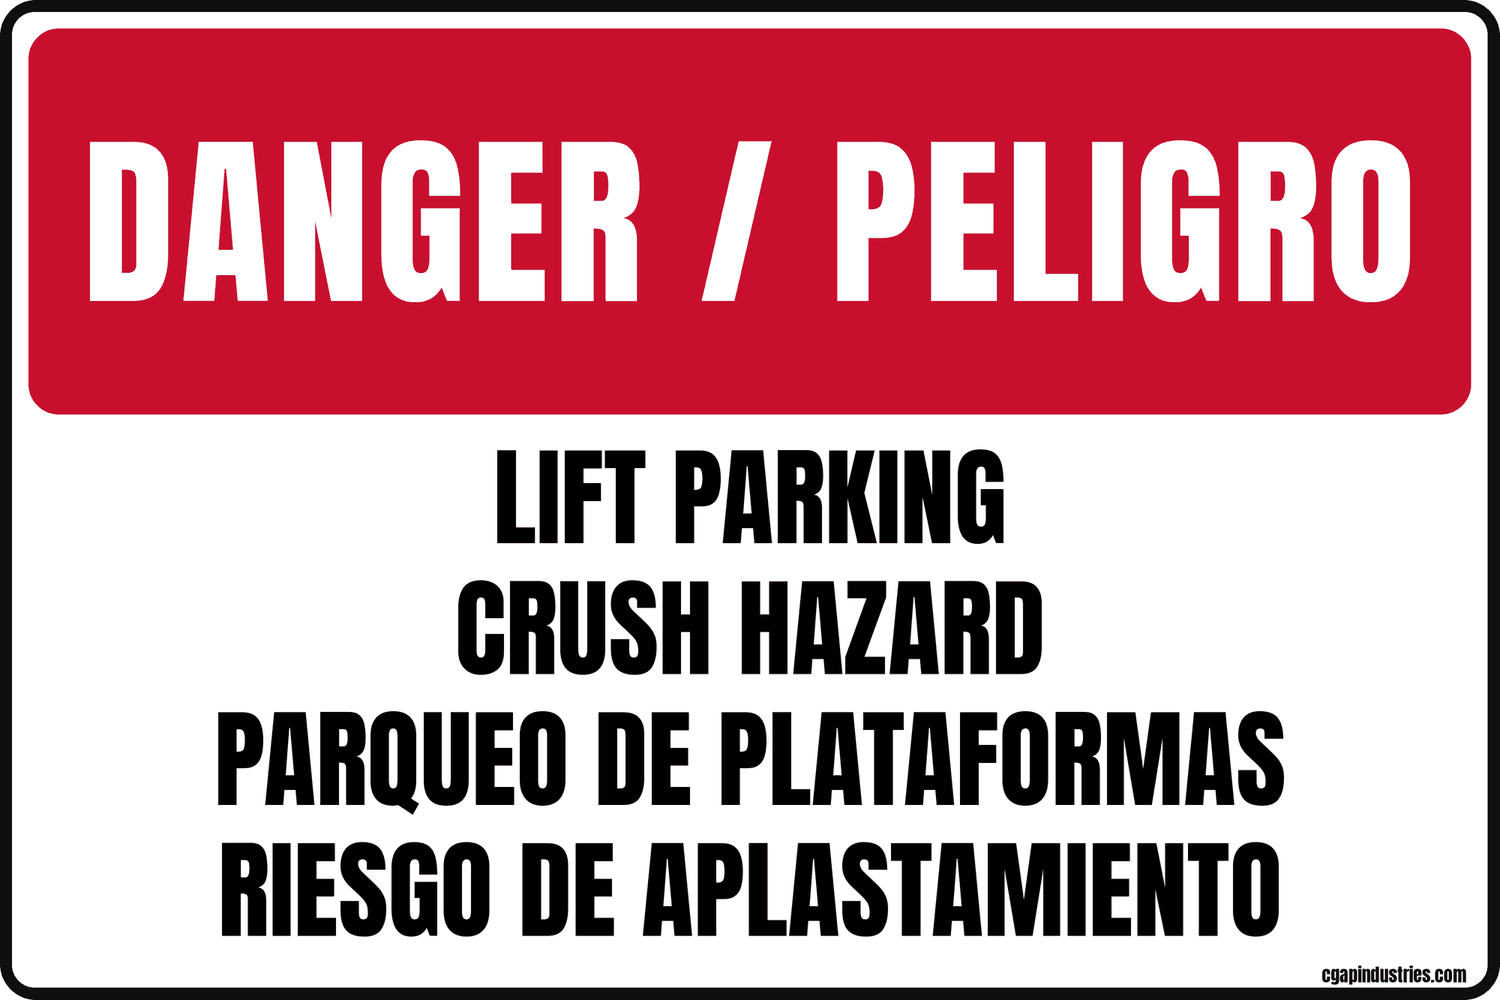 DANGER / PELIGRO
LIFT PARKING
CRUSH HAZARD
PARQUEO DE PLATAFORMAS
RIESGO DE APLASTAMIENTO
cgapindustries.com